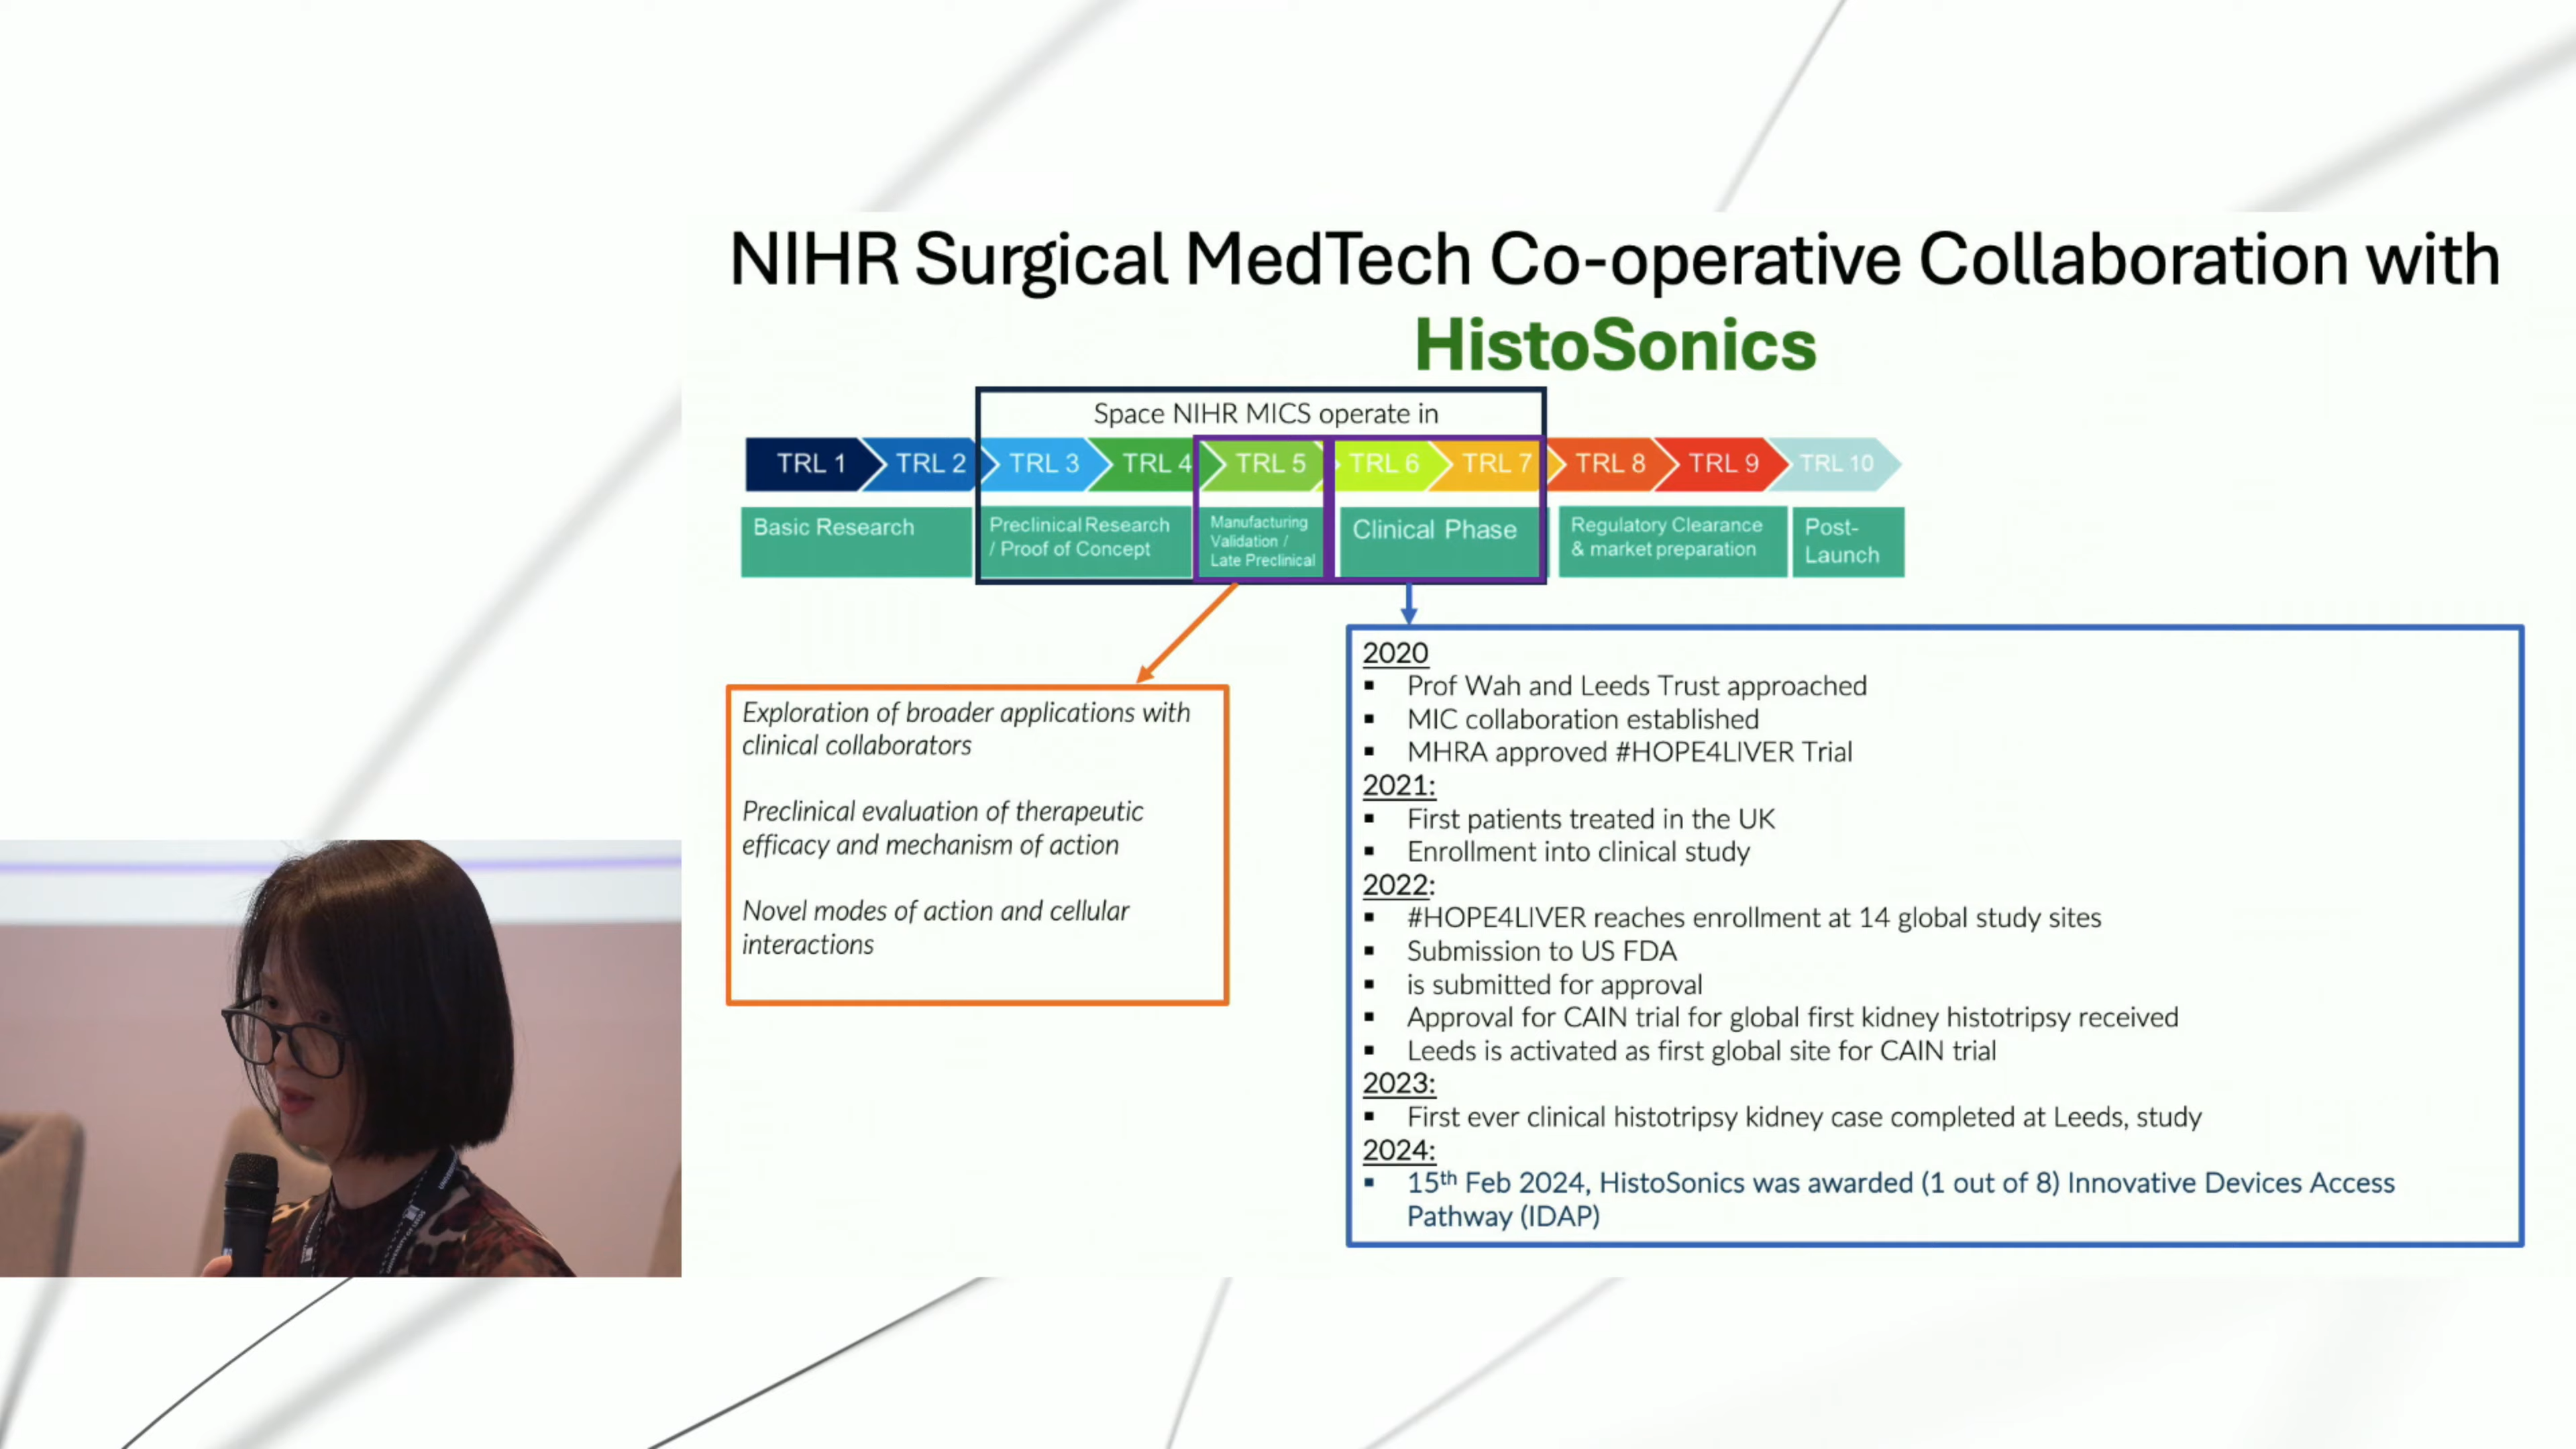 NIHR Surgical MedTech Co-operative Collaboration with
HistoSonics
Space NIHR MICS operate in
TRL 1
TRL 2
TRL 3
TRL 4
TRL 5
TRL 6
TRL 7
TRL 8
TRL 9
TRL 10
Basic Research
Preclinical Research
/ Proof of Concept
Manufacturing
Validation /
Late Preclinical
Clinical Phase
Regulatory Clearance
& market preparation
Post-
Launch
Exploration of broader applications with
clinical collaborators
Preclinical evaluation of therapeutic
efficacy and mechanism of action
Novel modes of action and cellular
interactions
2020
▪ Prof Wah and Leeds Trust approached
▪ MIC collaboration established
▪ MHRA approved #HOPE4LIVER Trial
2021:
▪ First patients treated in the UK
▪ Enrollment into clinical study
2022:
▪ #HOPE4LIVER reaches enrollment at 14 global study sites
▪ Submission to US FDA
▪ is submitted for approval
▪ Approval for CAIN trial for global first kidney histotripsy received
▪ Leeds is activated as first global site for CAIN trial
2023:
▪ First ever clinical histotripsy kidney case completed at Leeds, study
2024:
▪ 15th Feb 2024, HistoSonics was awarded (1 out of 8) Innovative Devices Access
Pathway (IDAP)